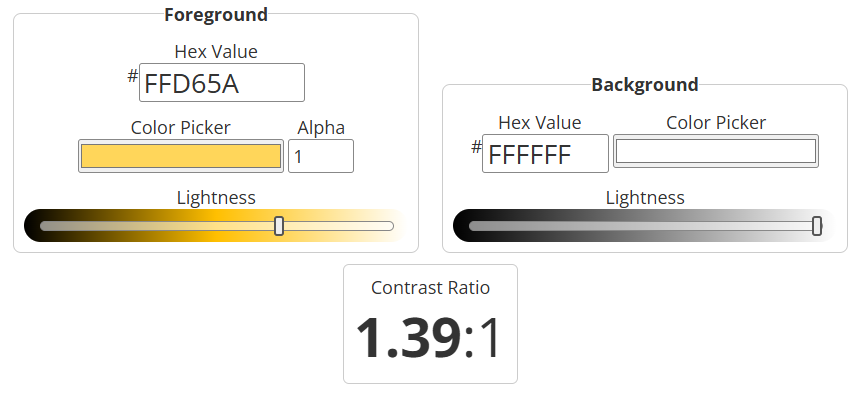 Foreground
Hex Value
# FFD65A
Color Picker Alpha
1
Lightness
Background
Hex Value Color Picker
# FFFFFF
Lightness
Contrast Ratio
1.39:1